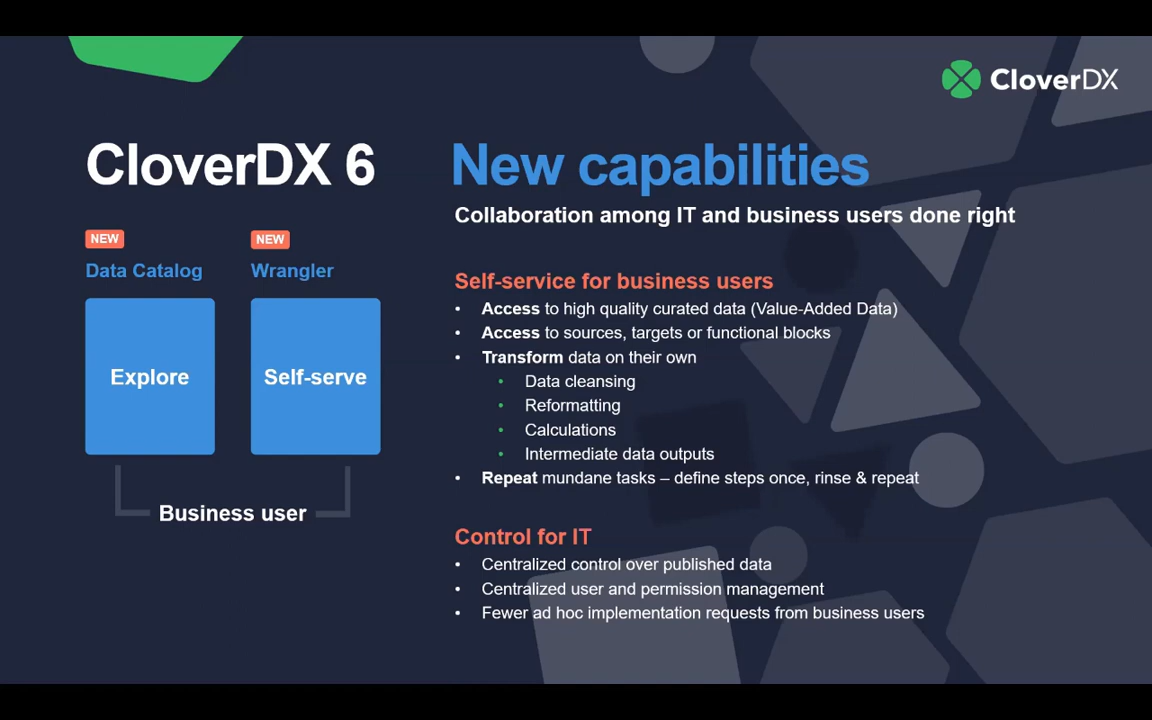 CloverDX
CloverDX 6
New capabilities
Collaboration among IT and business users done right
NEW
Data Catalog
Explore
NEW
Wrangler
Self-serve
Business user
Self-service for business users
• Access to high quality curated data (Value-Added Data)
• Access to sources, targets or functional blocks
• Transform data on their own
• Data cleansing
• Reformatting
• Calculations
• Intermediate data outputs
• Repeat mundane tasks – define steps once, rinse & repeat
Control for IT
• Centralized control over published data
• Centralized user and permission management
• Fewer ad hoc implementation requests from business users